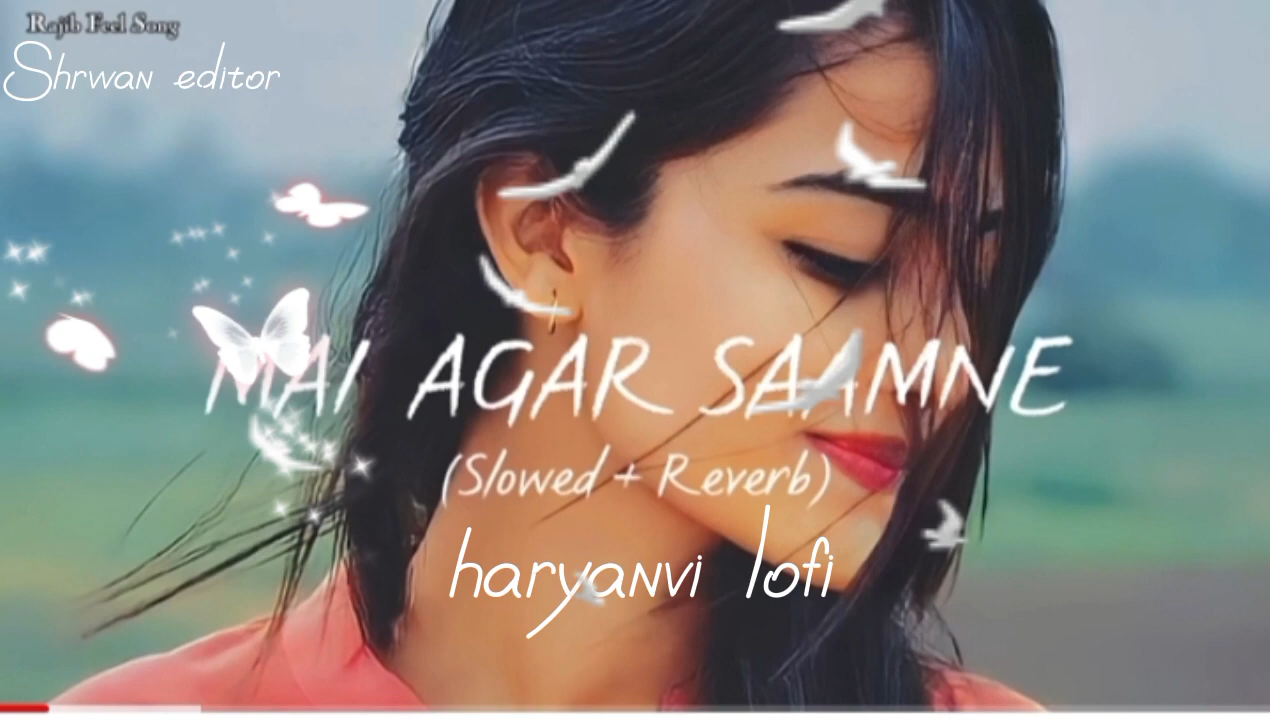 Rajib Feel Song
Shrwan editor
MAI AGAR SAAMNE
(Slowed + Reverb)
haryanvi lofi